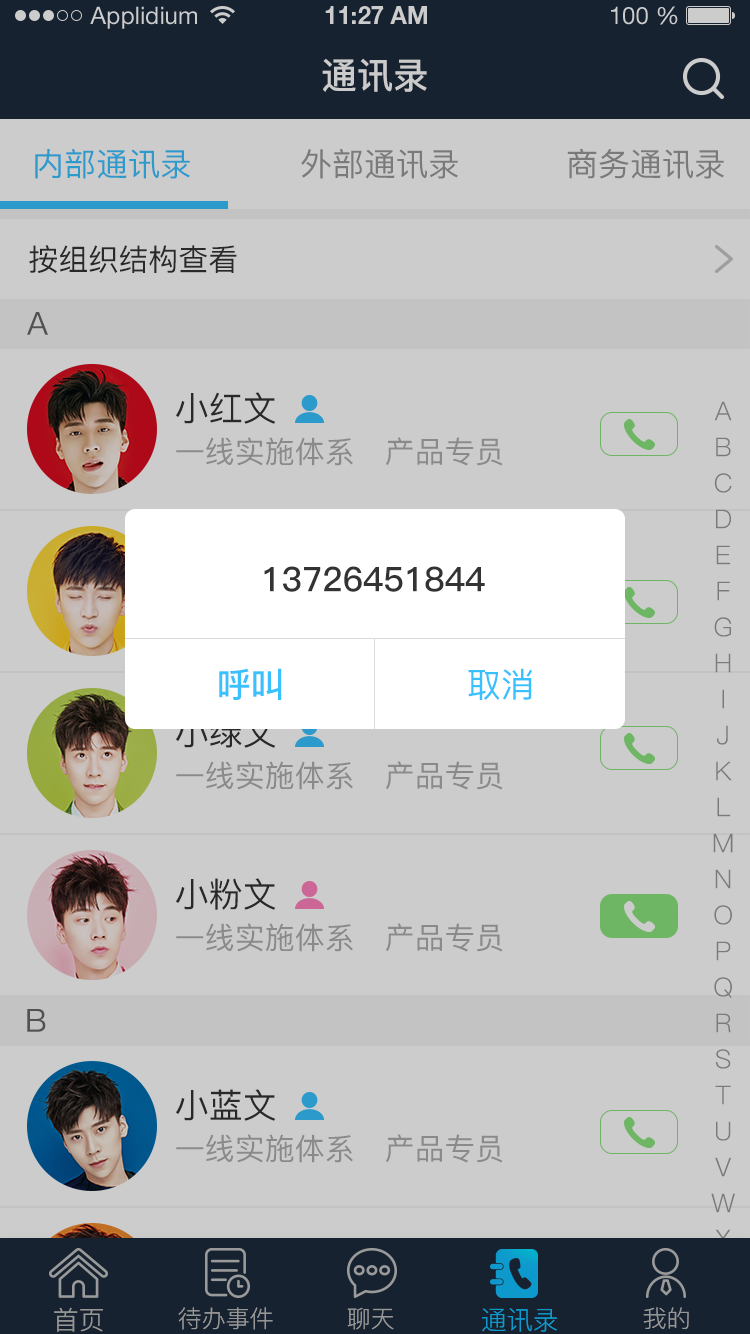 Applidium 11:27 AM 100 %
通讯录
内部通讯录 外部通讯录 商务通讯录
按组织结构查看
A
小红文
一线实施体系 产品专员
13726451844
呼叫 取消
小绿文
一线实施体系 产品专员
小粉文
一线实施体系 产品专员
B
小蓝文
一线实施体系 产品专员
A
B
C
D
E
F
G
H
I
J
K
L
M
N
O
P
Q
R
S
T
U
V
W
首页 待办事件 聊天 通讯录 我的